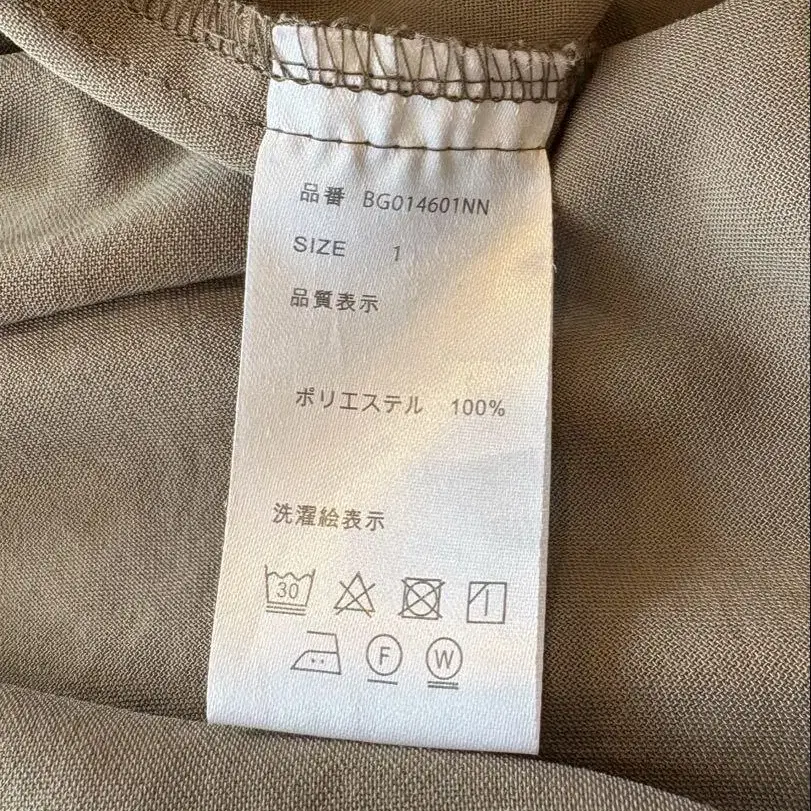 品番 BG014601NN
SIZE 1
品質表示
ポリエステル 100%
洗濯絵表示
30
F W